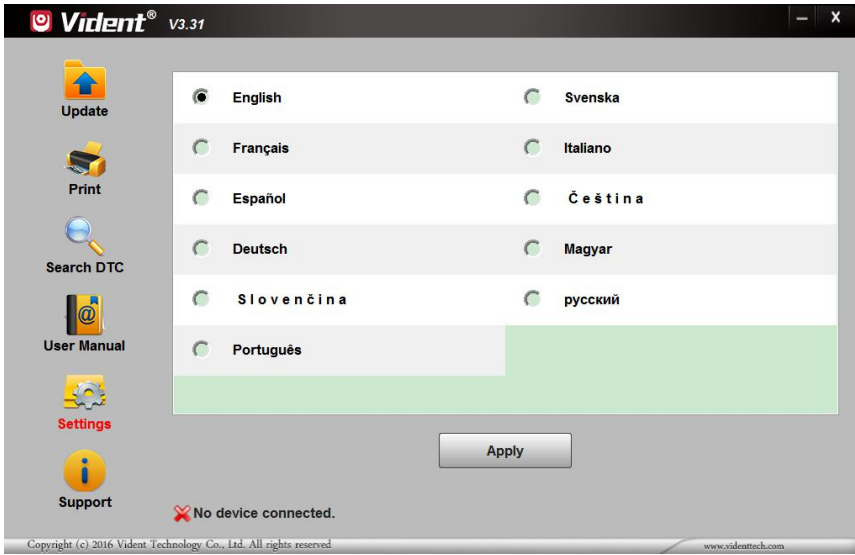 Vident® V3.31
Update
Print
Search DTC
User Manual
Settings
Support
English
Svenska
Français
Italiano
Español
Čeština
Deutsch
Magyar
Slovenčina
русский
Português
Apply
No device connected.
Copyright (c) 2016 Vident Technology Co., Ltd. All rights reserved
www.videnttech.com